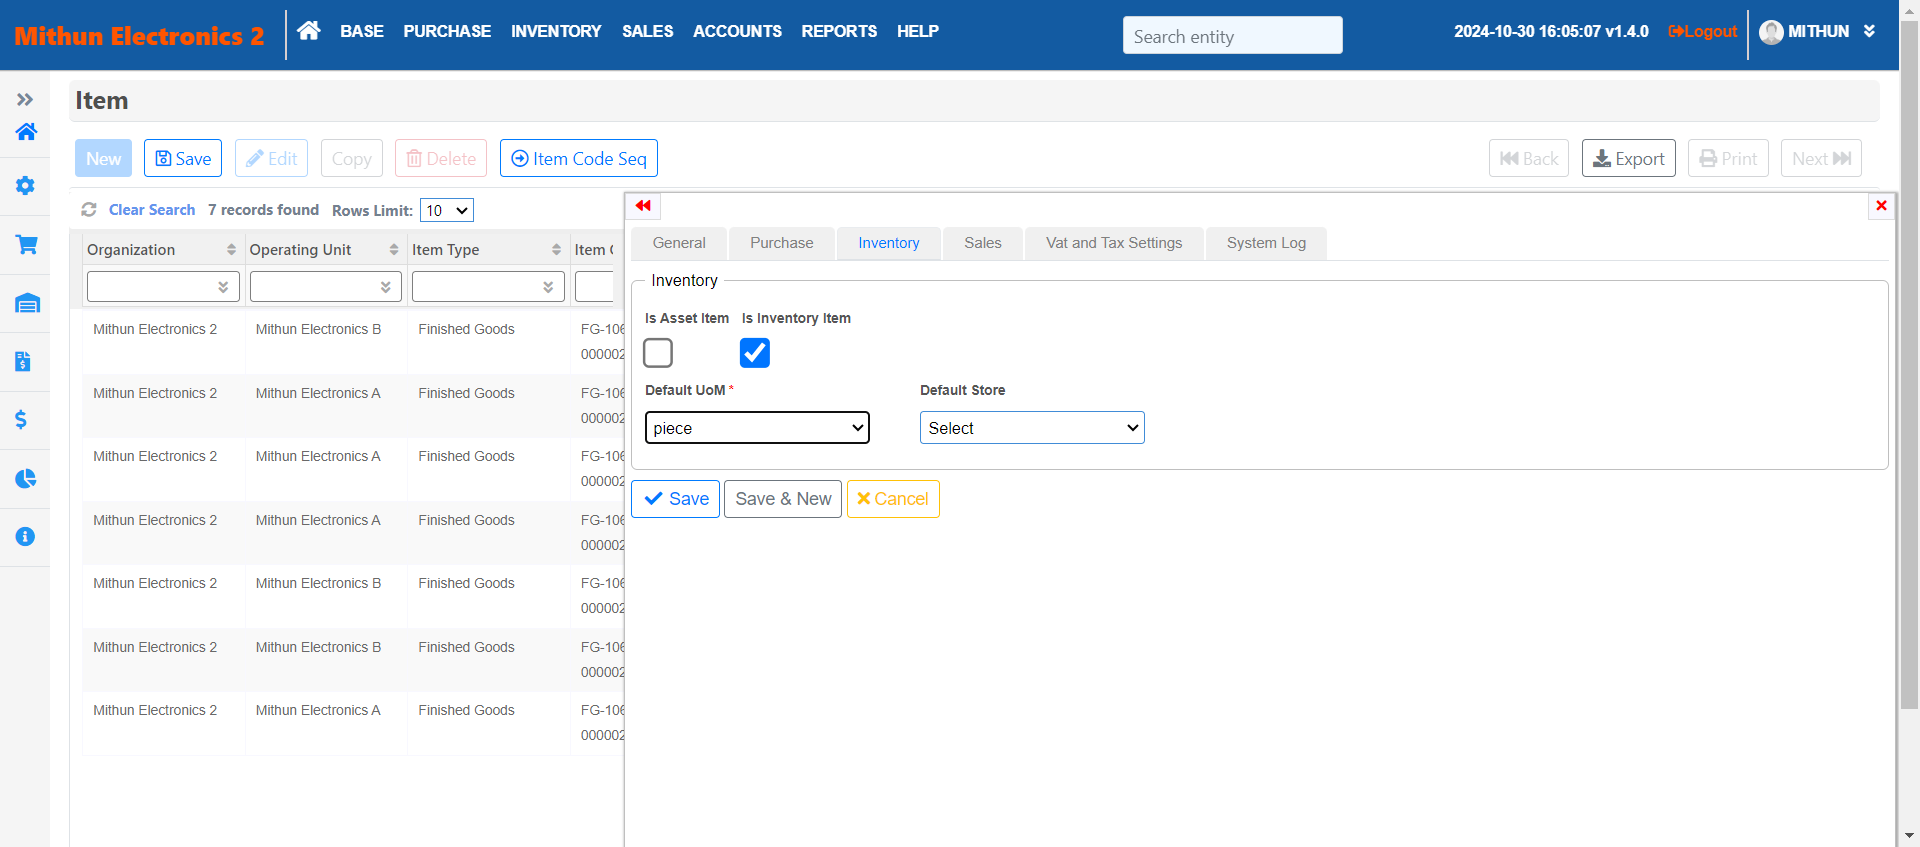 Mithun Electronics 2
BASE PURCHASE INVENTORY SALES ACCOUNTS REPORTS HELP
Search entity
2024-10-30 16:05:07 v1.4.0 Logout MITHUN
Item
New Save Edit Copy Delete Item Code Seq
Back Export Print Next
Clear Search 7 records found Rows Limit: 10
Organization Operating Unit Item Type Item
Mithun Electronics 2 Mithun Electronics B Finished Goods FG-106
000002
Mithun Electronics 2 Mithun Electronics A Finished Goods FG-106
000002
Mithun Electronics 2 Mithun Electronics A Finished Goods FG-106
000002
Mithun Electronics 2 Mithun Electronics A Finished Goods FG-106
000002
Mithun Electronics 2 Mithun Electronics B Finished Goods FG-106
000002
Mithun Electronics 2 Mithun Electronics B Finished Goods FG-106
000002
Mithun Electronics 2 Mithun Electronics A Finished Goods FG-106
000002
General Purchase Inventory Sales Vat and Tax Settings System Log
Inventory
Is Asset Item Is Inventory Item
Default UoM * Default Store
piece Select
Save Save & New Cancel